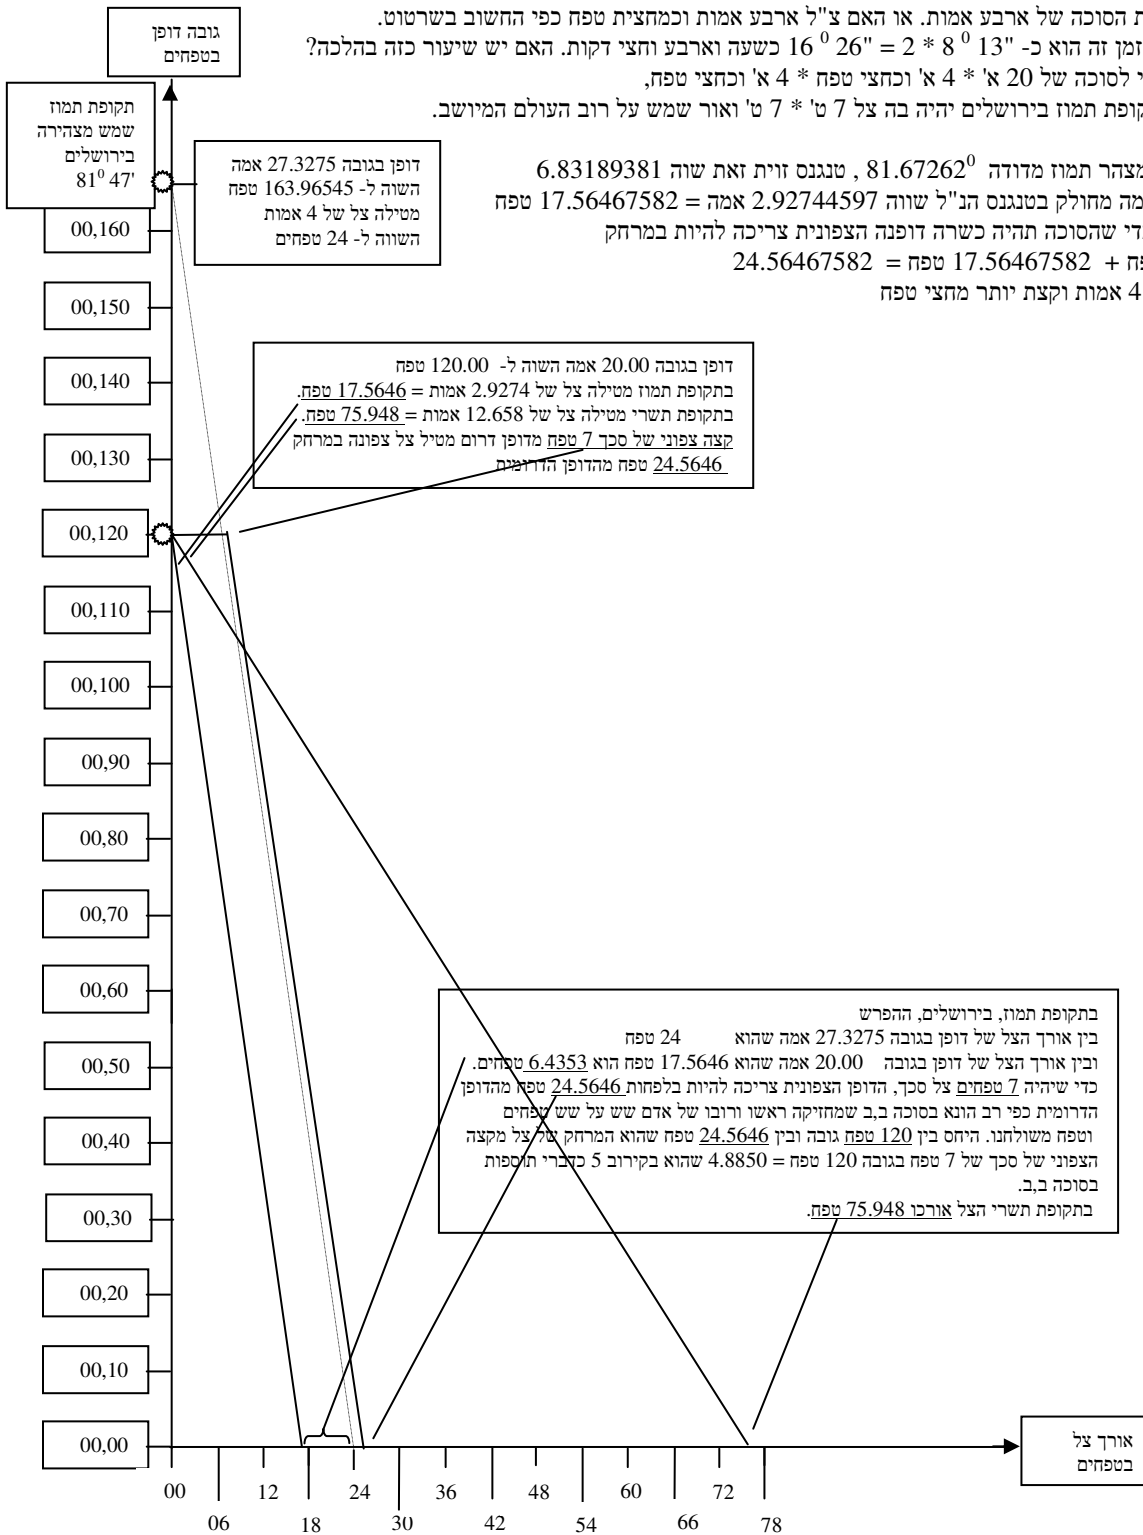 ת הסוכה של ארבע אמות. או האם צ"ל ארבע אמות וכמחצית טפח כפי החשוב בשרטוט.
זמן זה הוא כ- "13 ⁰ 8 * 2 = "26 ⁰ 16 כשעה וארבע וחצי דקות. האם יש שיעור כזה בהלכה?
י לסוכה של 20 א' * 4 א' וכחצי טפח * 4 א' וכחצי טפח,
קופת תמוז בירושלים יהיה בה צל 7 ט' * 7 ט' ואור שמש על רוב העולם המיושב.
מצהר תמוז מדודה 81.67262⁰ , טנגנס זוית זאת שוה 6.83189381
מה מחולק בטנגנס הנ"ל שווה 2.92744597 אמה = 17.56467582 טפח
די שהסוכה תהיה כשרה דופנה הצפונית צריכה להיות במרחק
ח + 17.56467582 טפח = 24.56467582
4 אמות וקצת יותר מחצי טפח
גובה דופן
בטפחים
תקופת תמוז
שמש מצהירה
בירושלים
81⁰ 47'
דופן בגובה 27.3275 אמה
השוה ל- 163.96545 טפח
מטילה צל של 4 אמות
השווה ל- 24 טפחים
00,160
00,150
00,140
00,130
00,120
00,110
00,100
00,90
00,80
00,70
00,60
00,50
00,40
00,30
00,20
00,10
00,00
דופן בגובה 20.00 אמה השוה ל- 120.00 טפח
בתקופת תמוז מטילה צל של 2.9274 אמות = 17.5646 טפח.
בתקופת תשרי מטילה צל של 12.658 אמות = 75.948 טפח.
קצה צפוני של סכך 7 טפח מדופן דרום מטיל צל צפונה במרחק
24.5646 טפח מהדופן הדרומית
בתקופת תמוז, בירושלים, ההפרש
בין אורך הצל של דופן בגובה 27.3275 אמה שהוא 24 טפח
ובין אורך הצל של דופן בגובה 20.00 אמה שהוא 17.5646 טפח הוא 6.4353 טפחים.
כדי שיהיה 7 טפחים צל סכך, הדופן הצפונית צריכה להיות בלפחות 24.5646 טפח מהדופן
הדרומית כפי רב הונא בסוכה ב,ב שמחזיקה ראשו ורובו של אדם שש על שש טפחים
וטפח משולחנו. היחס בין 120 טפח גובה ובין 24.5646 טפח שהוא המרחק של צל מקצה
הצפוני של סכך של 7 טפח בגובה 120 טפח = 4.8850 שהוא בקירוב 5 כדברי תוספות
בסוכה ב,ב.
בתקופת תשרי הצל אורכו 75.948 טפח.
אורך צל
בטפחים
00 12 24 36 48 60 72
06 18 30 42 54 66 78